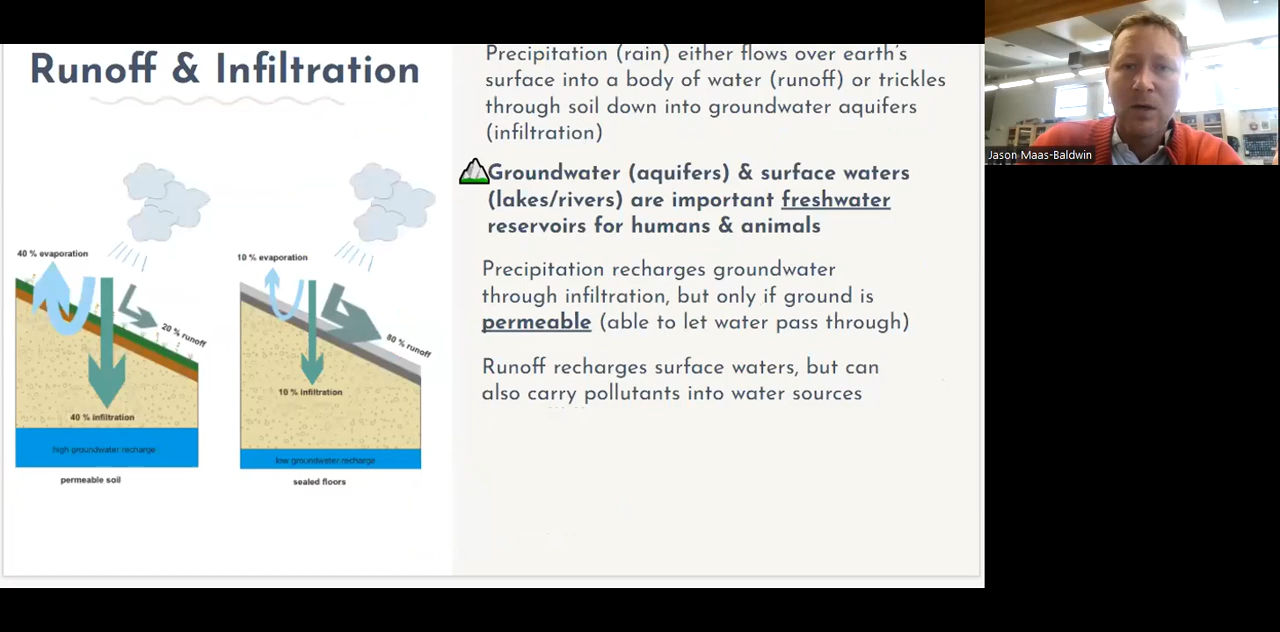 Runoff & Infiltration
40 % evaporation
20 % runoff
40 % infiltration
high groundwater recharge
permeable soil
10 % evaporation
80 % runoff
10 % infiltration
low groundwater recharge
sealed floors
Precipitation (rain) either flows over earth's
surface into a body of water (runoff) or trickles
through soil down into groundwater aquifers
(infiltration)
Groundwater (aquifers) & surface waters
(lakes/rivers) are important freshwater
reservoirs for humans & animals
Precipitation recharges groundwater
through infiltration, but only if ground is
permeable (able to let water pass through)
Runoff recharges surface waters, but can
also carry pollutants into water sources
Jason Maas-Baldwin